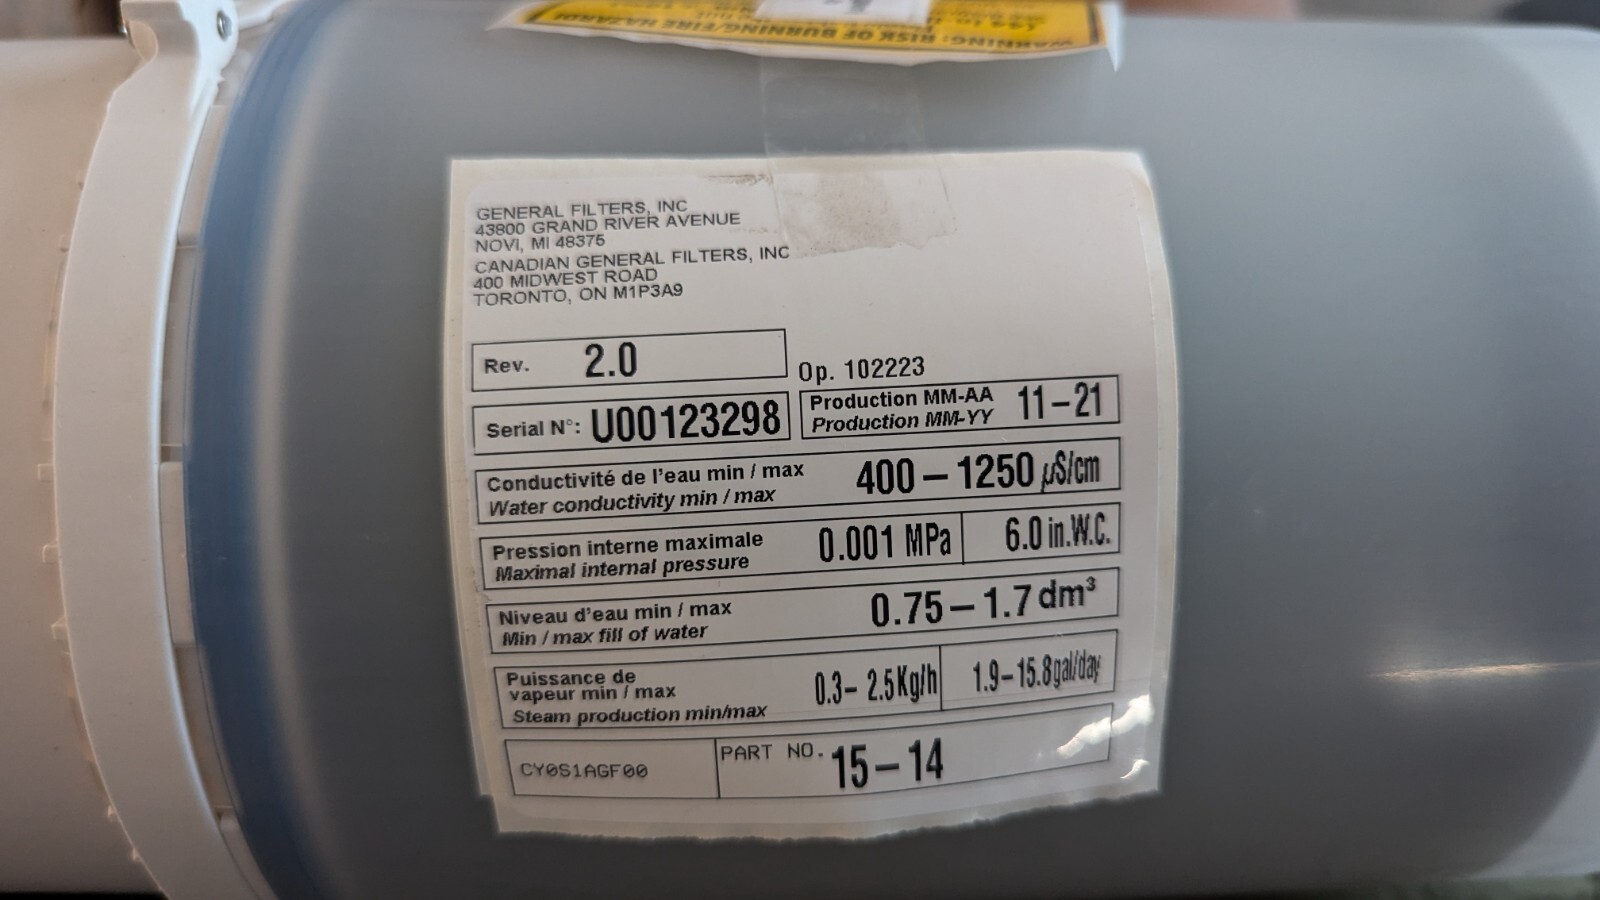 WARNING: RISK OF BURNING/FIRE HAZARD!
GENERAL FILTERS, INC
43800 GRAND RIVER AVENUE
NOVI, MI 48375
CANADIAN GENERAL FILTERS, INC
400 MIDWEST ROAD
TORONTO, ON M1P3A9
Rev. 2.0
Op. 102223
Serial N°: U00123298
Production MM-AA 11-21
Production MM-YY
Conductivité de l'eau min / max 400 - 1250 µS/cm
Water conductivity min / max
Pression interne maximale 0.001 MPa 6.0 in.W.C.
Maximal internal pressure
Niveau d'eau min / max 0.75 - 1.7 dm³
Min / max fill of water
Puissance de
vapeur min / max 0.3- 2.5Kg/h 1.9-15.8gal/day
Steam production min/max
CY0S1AGF00 PART NO. 15-14